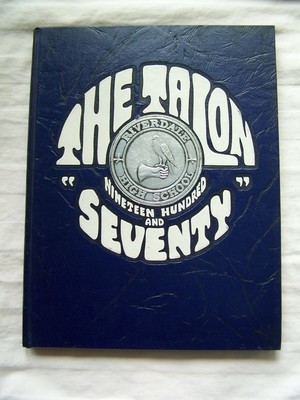 THE TALON
RIVERDALE
HIGH SCHOOL
" NINETEEN HUNDRED "
AND
SEVENTY